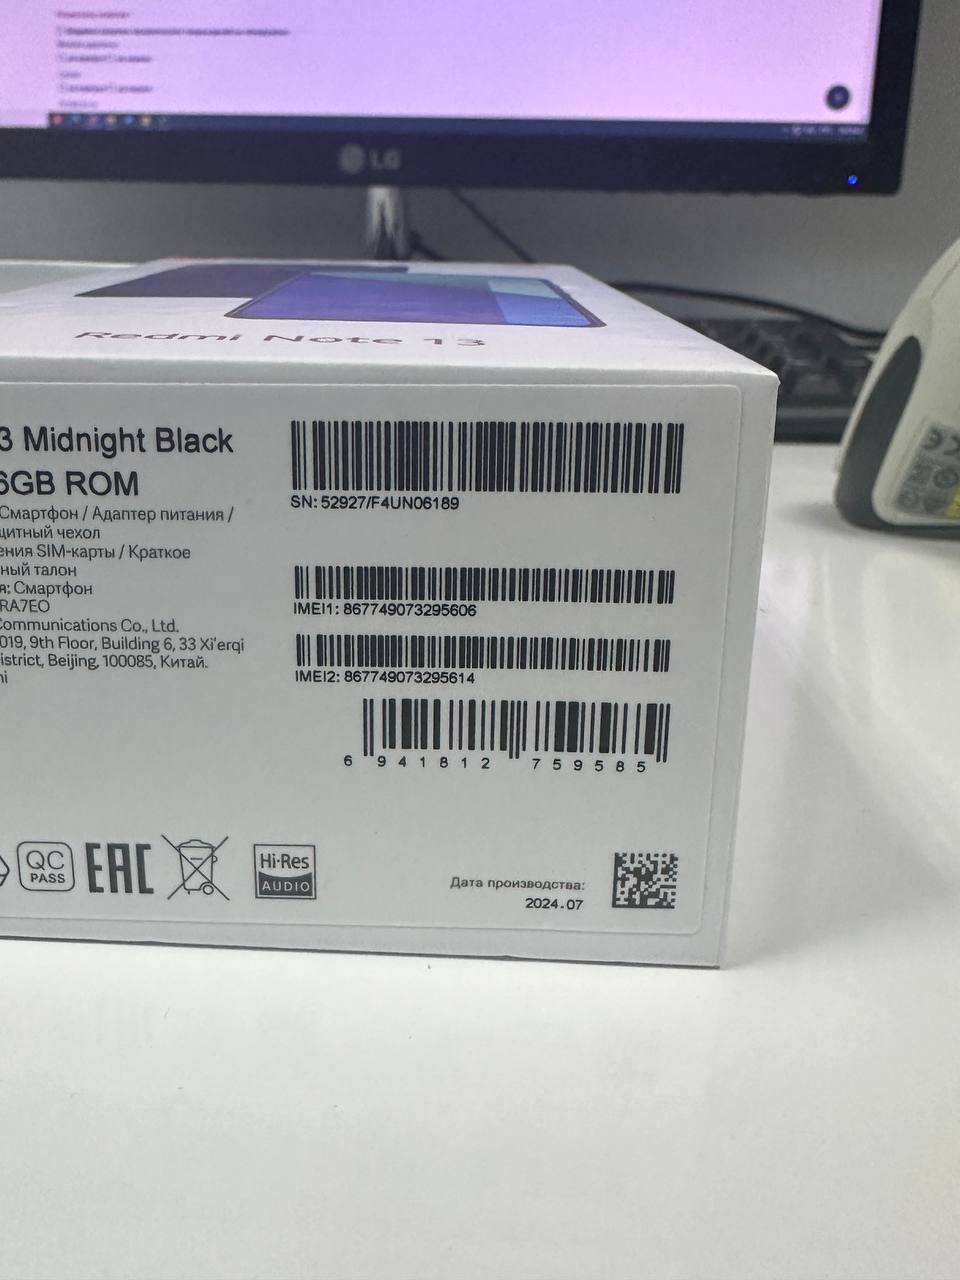 LG
Redmi Note 13
3 Midnight Black
6GB ROM
Смартфон / Адаптер питания /
щитный чехол
ения SIM-карты / Краткое
ный талон
я: Смартфон
RA7EO
Communications Co., Ltd.
019, 9th Floor, Building 6, 33 Xi'erqi
istrict, Beijing, 100085, Китай.
ni
SN: 52927/F4UN06189
IMEI1: 867749073295606
IMEI2: 867749073295614
6 941812 759585
QC
PASS
EAC
Hi-Res
AUDIO
Дата производства:
2024.07
CE